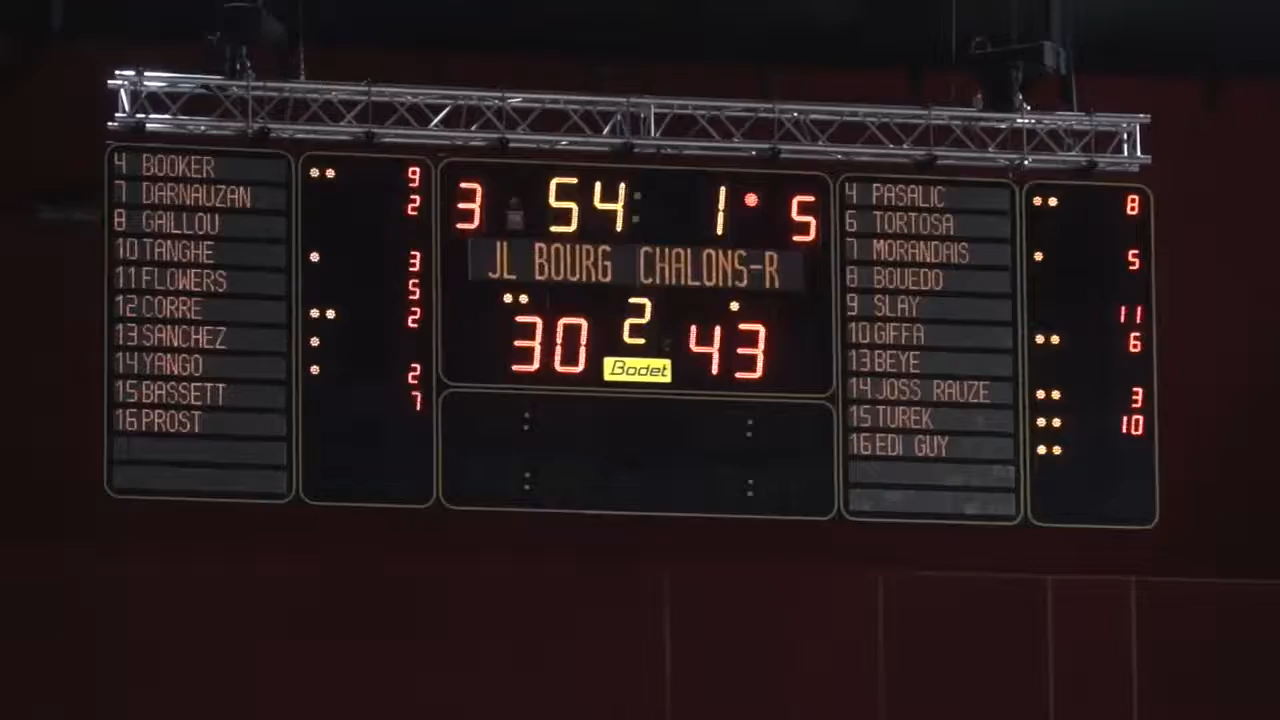 4 BOOKER 9
7 DARNAUZAN 2
8 GAILLOU
10 TANGHE 3
11 FLOWERS 5
12 CORRE 2
13 SANCHEZ
14 YANGO 2
15 BASSETT 7
16 PROST
3 54 1 5
JL BOURG CHALONS-R
30 2 43
Bodet
4 PASALIC 8
6 TORTOSA
7 MORANDAIS 5
8 BOUEDO
9 SLAY 11
10 GIFFA 6
13 BEYE
14 JOSS RAUZE 3
15 TUREK 10
16 EDI GUY